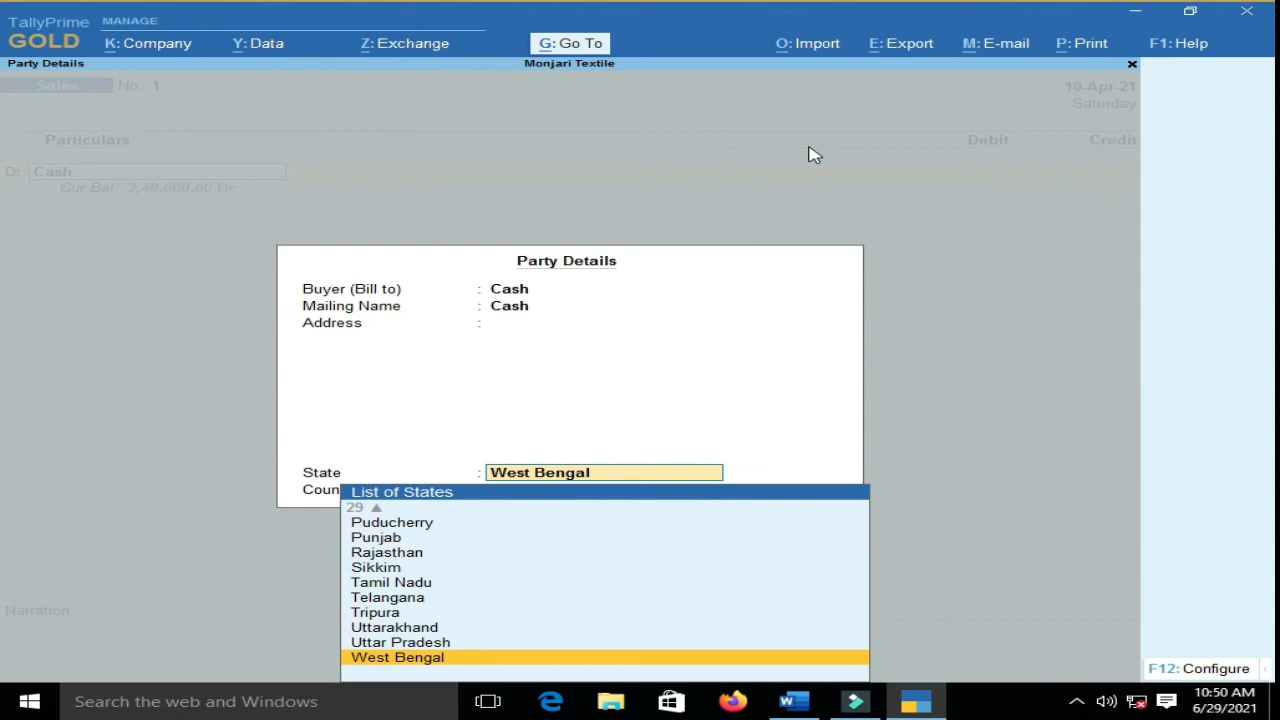 TallyPrime MANAGE
GOLD K: Company Y: Data Z: Exchange G: Go To O: Import E: Export M: E-mail P: Print F1: Help
Party Details Monjari Textile
Sales No. 1 10-Apr-21
Saturday
Particulars Debit Credit
Dr Cash
Cur Bal: 2,40,000.00 Dr
Party Details
Buyer (Bill to) : Cash
Mailing Name : Cash
Address :
State : West Bengal
Coun
List of States
29
Puducherry
Punjab
Rajasthan
Sikkim
Tamil Nadu
Telangana
Narration:
Tripura
Uttarakhand
Uttar Pradesh
West Bengal
F12: Configure
Search the web and Windows
10:50 AM
6/29/2021